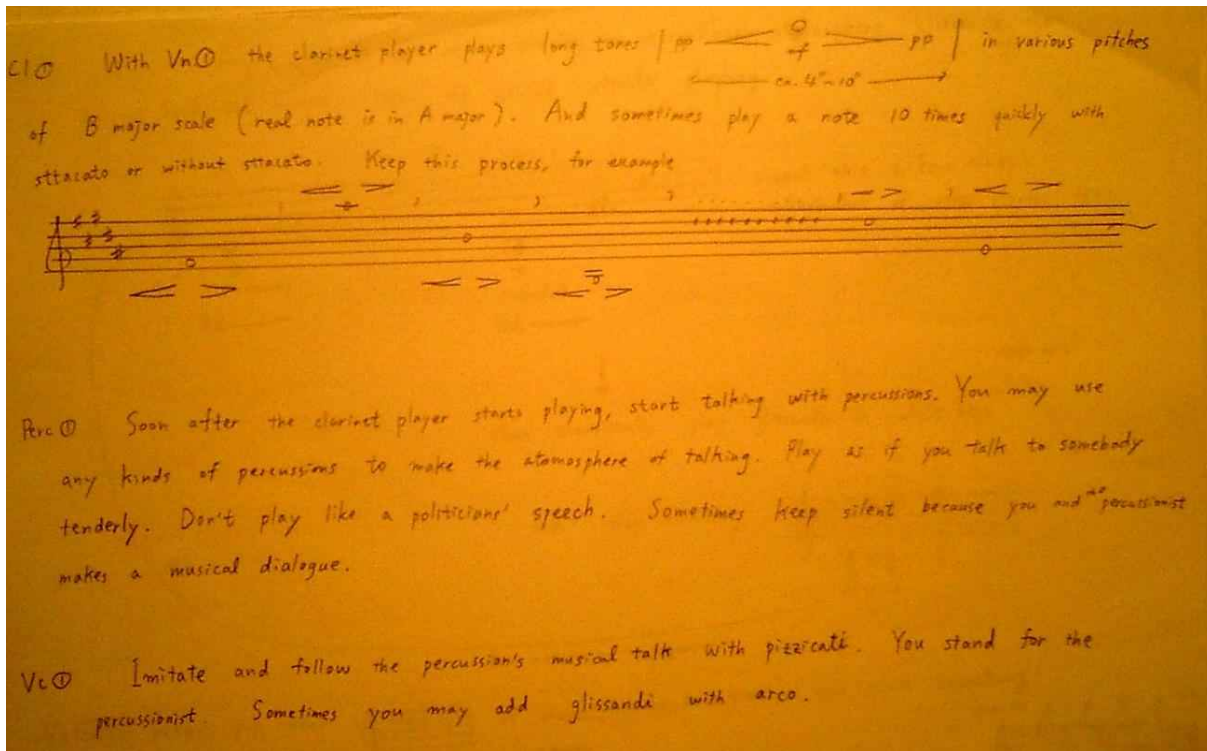 Cl① With Vn① the clarinet player plays long tones | pp < f > pp | in various pitches
ca. 4"~10"
of B major scale (real note is in A major). And sometimes play a note 10 times quickly with
sttacato or without sttacato. Keep this process, for example
Perc① Soon after the clarinet player starts playing, start talking with percussions. You may use
any kinds of percussions to make the atomosphere of talking. Play as if you talk to somebody
tenderly. Don't play like a politicians' speech. Sometimes keep silent because you and percussionist
makes a musical dialogue.
Vc① Imitate and follow the percussion's musical talk with pizzicati. You stand for the
percussionist. Sometimes you may add glissandi with arco.